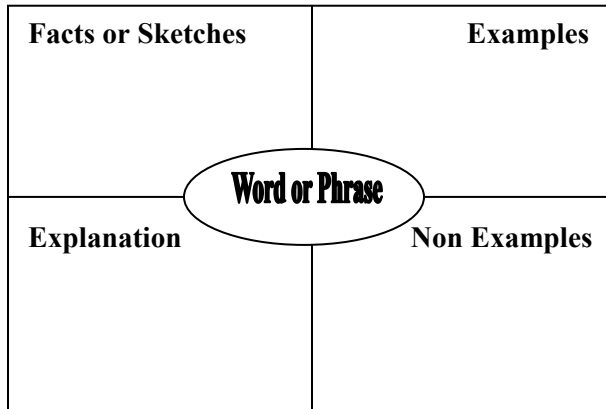 Facts or Sketches
Examples
Word or Phrase
Explanation
Non Examples